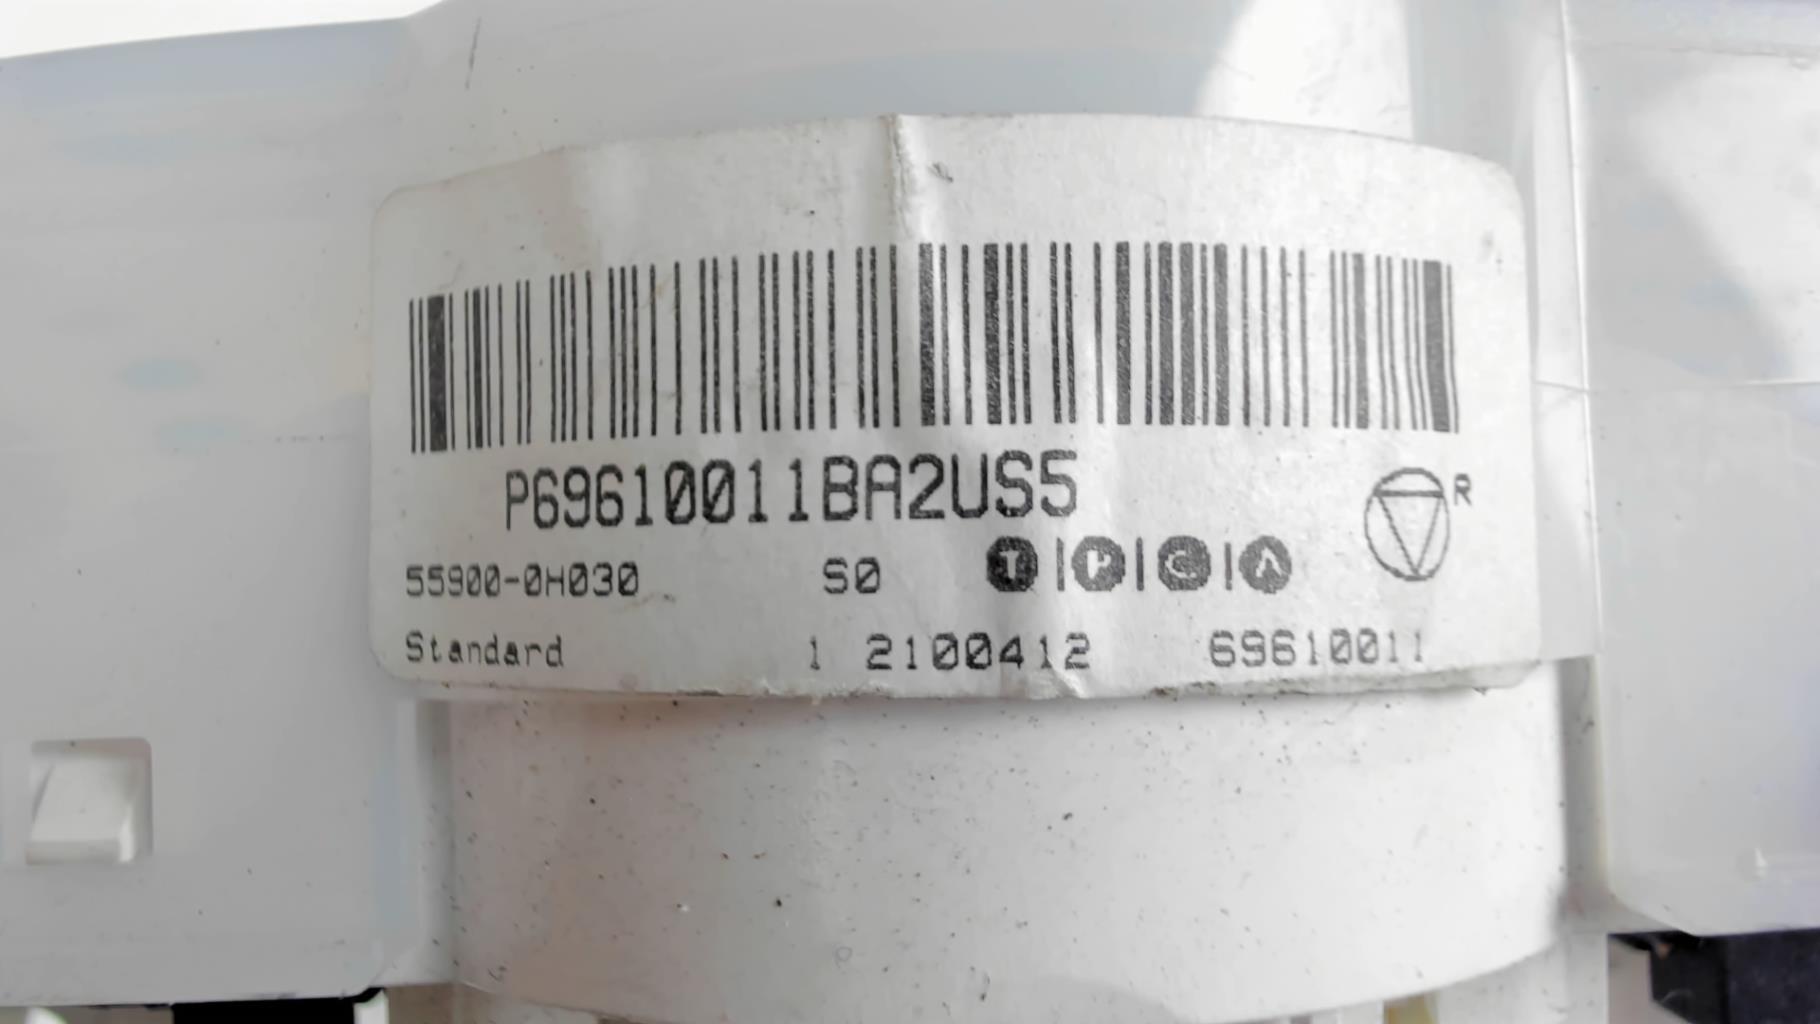 P69610011BA2US5
R
55900-0H030 S0 T|P|C|A
Standard 1 2100412 69610011